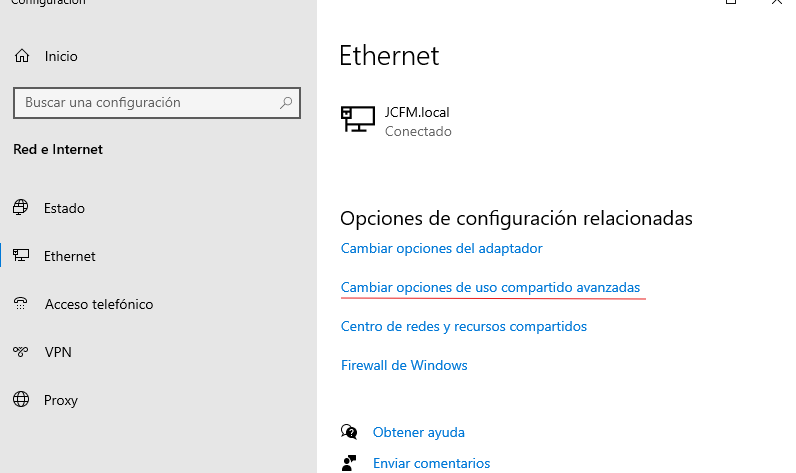 Configuración
Inicio
Buscar una configuración
Red e Internet
Estado
Ethernet
Acceso telefónico
VPN
Proxy
Ethernet
JCFM.local
Conectado
Opciones de configuración relacionadas
Cambiar opciones del adaptador
Cambiar opciones de uso compartido avanzadas
Centro de redes y recursos compartidos
Firewall de Windows
Obtener ayuda
Enviar comentarios